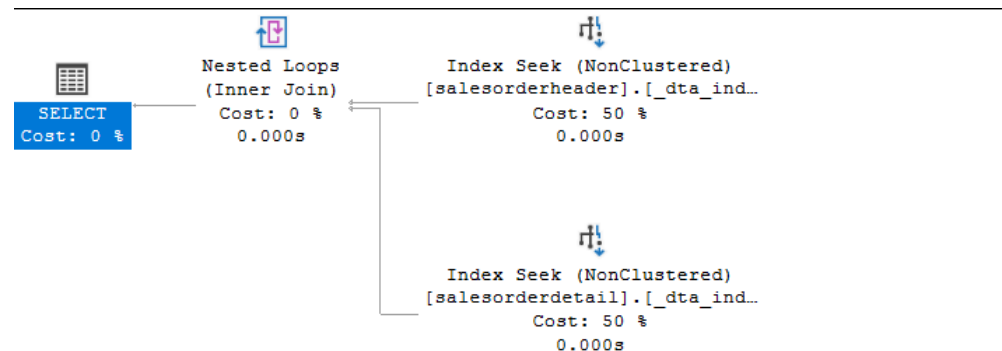 SELECT
Cost: 0 %
Nested Loops
(Inner Join)
Cost: 0 %
0.000s
Index Seek (NonClustered)
[salesorderheader].[_dta_ind…
Cost: 50 %
0.000s
Index Seek (NonClustered)
[salesorderdetail].[_dta_ind…
Cost: 50 %
0.000s